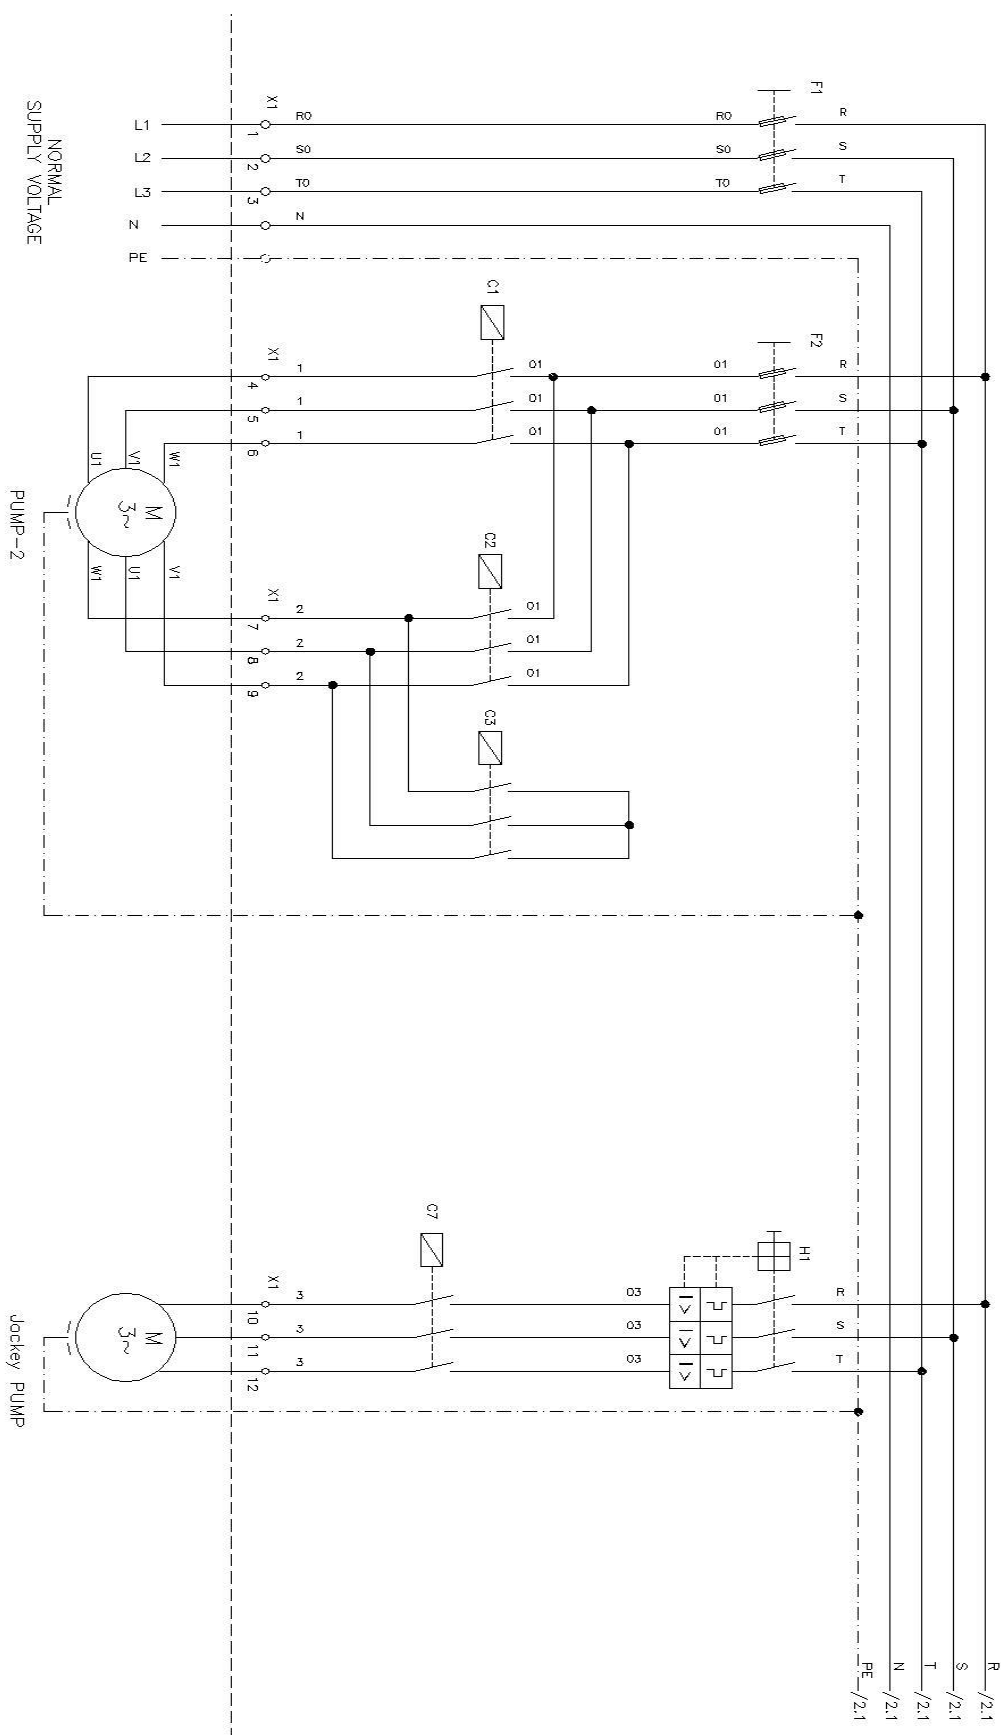 F1
X1
L1
1
R0
R0
R
L2
2
S0
S0
S
L3
3
T0
T0
T
N
N
PE
NORMAL
SUPPLY VOLTAGE
C1
F2
X1
4
1
01
01
R
5
1
01
01
S
6
1
01
01
T
U1
V1
W1
M
3~
PUMP-2
W1
U1
V1
C2
X1
7
2
01
8
2
01
9
2
01
C3
C7
H1
X1
10
3
03
R
11
3
03
S
12
3
03
T
I>
I>
I>
M
3~
Jockey PUMP
PE /2.1
N /2.1
T /2.1
S /2.1
R /2.1